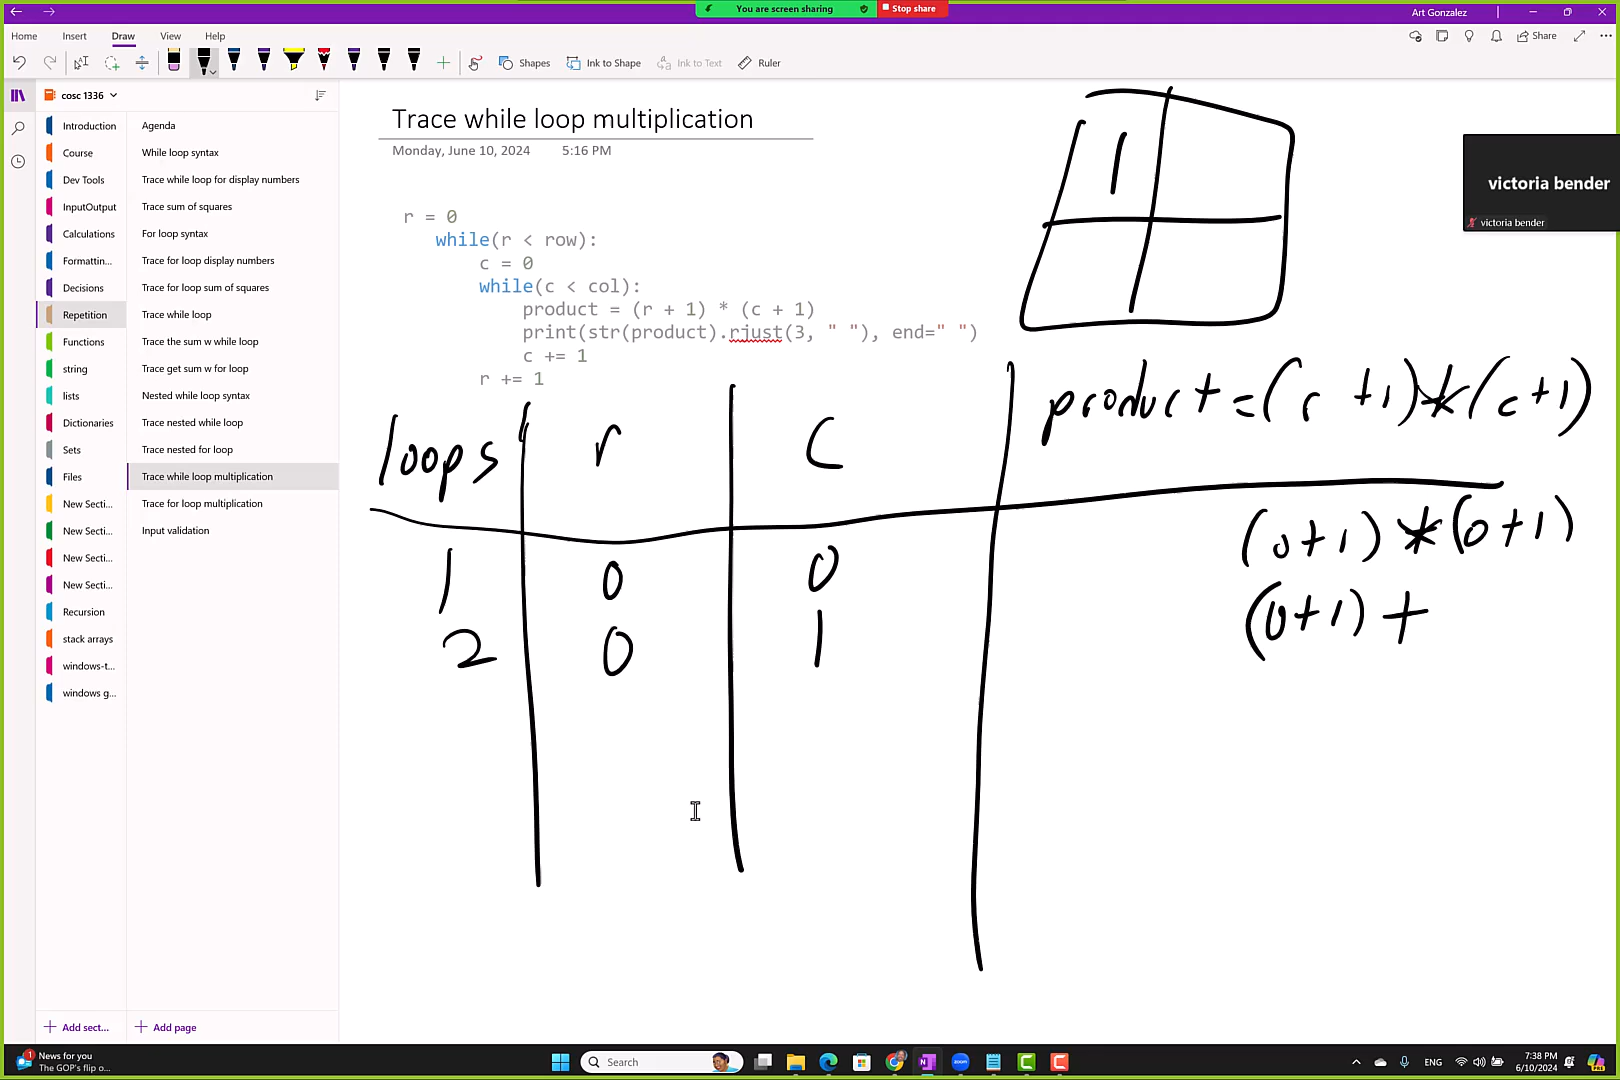 You are screen sharing
Stop share
Art Gonzalez
Home Insert Draw View Help
Share
Shapes Ink to Shape Ink to Text Ruler
cosc 1336
Introduction
Course
Dev Tools
InputOutput
Calculations
Formattin...
Decisions
Repetition
Functions
string
lists
Dictionaries
Sets
Files
New Secti...
New Secti...
New Secti...
New Secti...
Recursion
stack arrays
windows-t...
windows g...
Add sect...
Agenda
While loop syntax
Trace while loop for display numbers
Trace sum of squares
For loop syntax
Trace for loop display numbers
Trace for loop sum of squares
Trace while loop
Trace the sum w while loop
Trace get sum w for loop
Nested while loop syntax
Trace nested while loop
Trace nested for loop
Trace while loop multiplication
Trace for loop multiplication
Input validation
Add page
Trace while loop multiplication
Monday, June 10, 2024 5:16 PM
r = 0
while(r < row):
c = 0
while(c < col):
product = (r + 1) * (c + 1)
print(str(product).rjust(3, " "), end=" ")
c += 1
r += 1
1
victoria bender
victoria bender
loops r c product = (r +1)*(c+1)
1 0 0 (0+1)*(0+1)
2 0 1 (0+1)+
1
News for you
The GOP's flip o...
Search
zoom
ENG
7:38 PM
6/10/2024